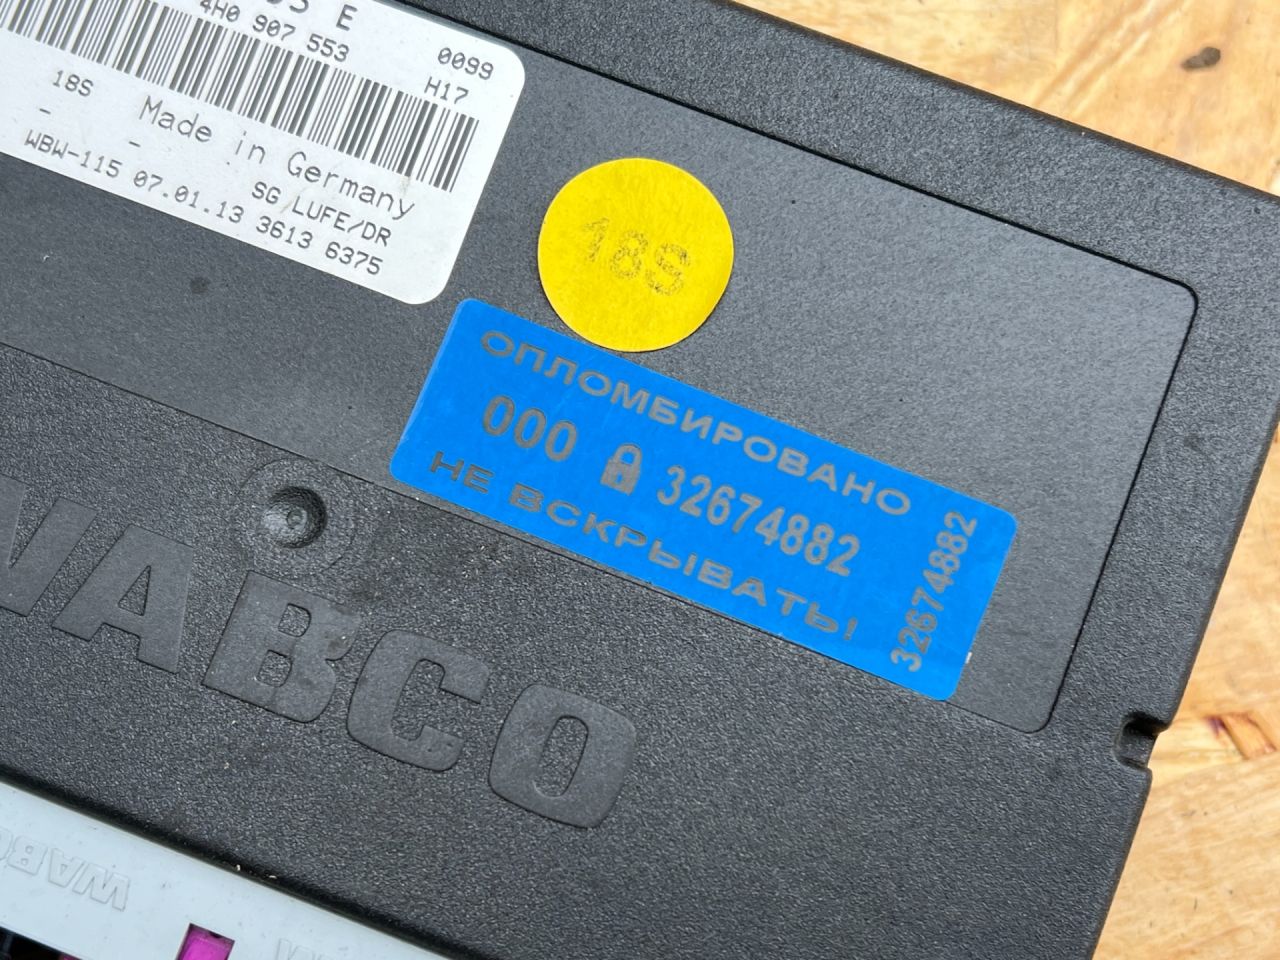 E
4H0 907 553
0099
H17
18S
Made in Germany
-
-
SG LUFE/DR
WBW-115 07.01.13 3613 6375
18S
ОПЛОМБИРОВАНО
000 32674882
НЕ ВСКРЫВАТЬ!
32674882
WABCO
WABC